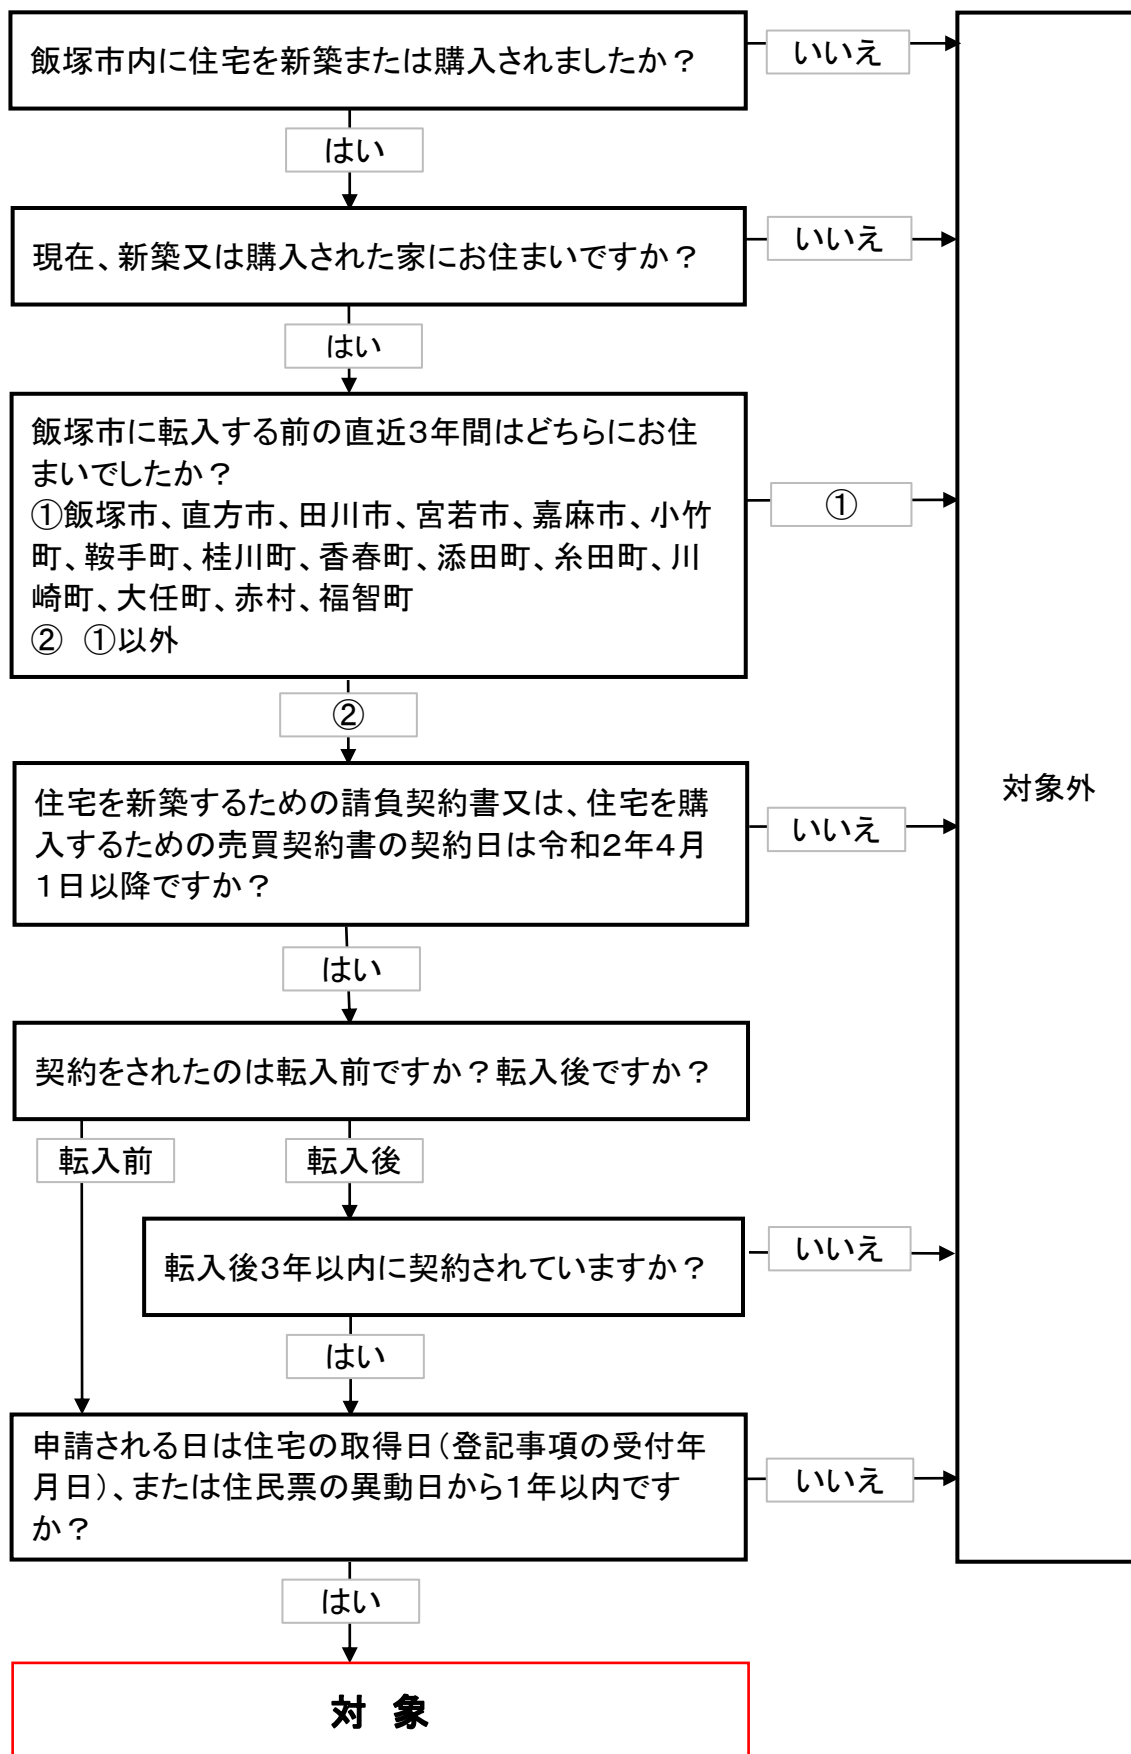 飯塚市内に住宅を新築または購入されましたか？
いいえ
はい
現在、新築又は購入された家にお住まいですか？
いいえ
はい
飯塚市に転入する前の直近3年間はどちらにお住
まいでしたか？
①飯塚市、直方市、田川市、宮若市、嘉麻市、小竹
町、鞍手町、桂川町、香春町、添田町、糸田町、川
崎町、大任町、赤村、福智町
②　①以外
①
②
対象外
住宅を新築するための請負契約書又は、住宅を購
入するための売買契約書の契約日は令和2年4月
1日以降ですか？
いいえ
はい
契約をされたのは転入前ですか？転入後ですか？
転入前
転入後
転入後3年以内に契約されていますか？
いいえ
はい
申請される日は住宅の取得日（登記事項の受付年
月日）、または住民票の異動日から1年以内です
か？
いいえ
はい
対　象